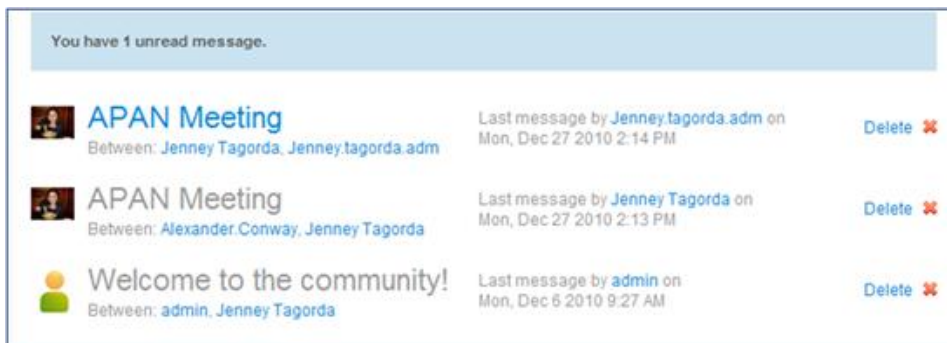 You have 1 unread message.
APAN Meeting
Between: Jenney Tagorda, Jenney.tagorda.adm
Last message by Jenney.tagorda.adm on
Mon, Dec 27 2010 2:14 PM
Delete
APAN Meeting
Between: Alexander.Conway, Jenney Tagorda
Last message by Jenney Tagorda on
Mon, Dec 27 2010 2:13 PM
Delete
Welcome to the community!
Between: admin, Jenney Tagorda
Last message by admin on
Mon, Dec 6 2010 9:27 AM
Delete